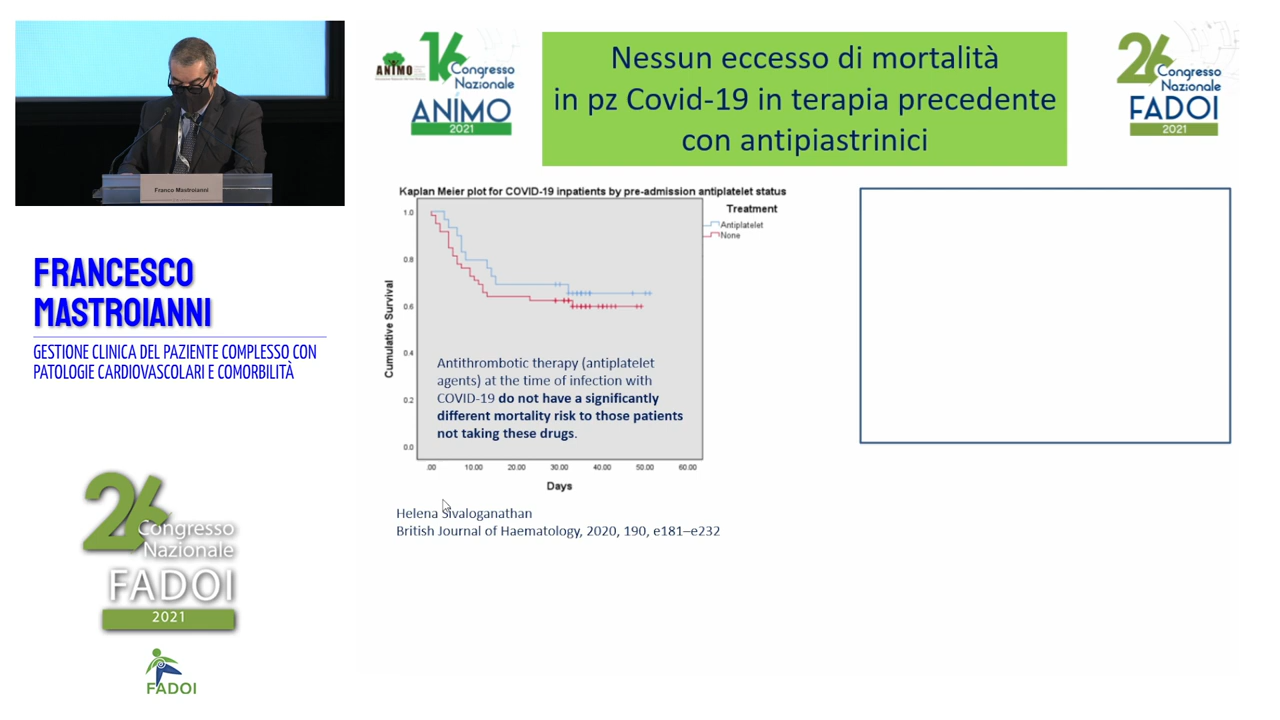 Franco Mastroianni
FRANCESCO
MASTROIANNI
GESTIONE CLINICA DEL PAZIENTE COMPLESSO CON
PATOLOGIE CARDIOVASCOLARI E COMORBILITÀ
26
Congresso
Nazionale
FADOI
2021
FADOI
ANÍMO
16
Congresso
Nazionale
ANÍMO
2021
Nessun eccesso di mortalità
in pz Covid-19 in terapia precedente
con antipiastrinici
26
Congresso
Nazionale
FADOI
2021
Kaplan Meier plot for COVID-19 inpatients by pre-admission antiplatelet status
Treatment
Antiplatelet
None
Cumulative Survival
1.0
0.8
0.6
0.4
0.2
0.0
Antithrombotic therapy (antiplatelet
agents) at the time of infection with
COVID-19 do not have a significantly
different mortality risk to those patients
not taking these drugs.
.00 10.00 20.00 30.00 40.00 50.00 60.00
Days
Helena Sivaloganathan
British Journal of Haematology, 2020, 190, e181–e232